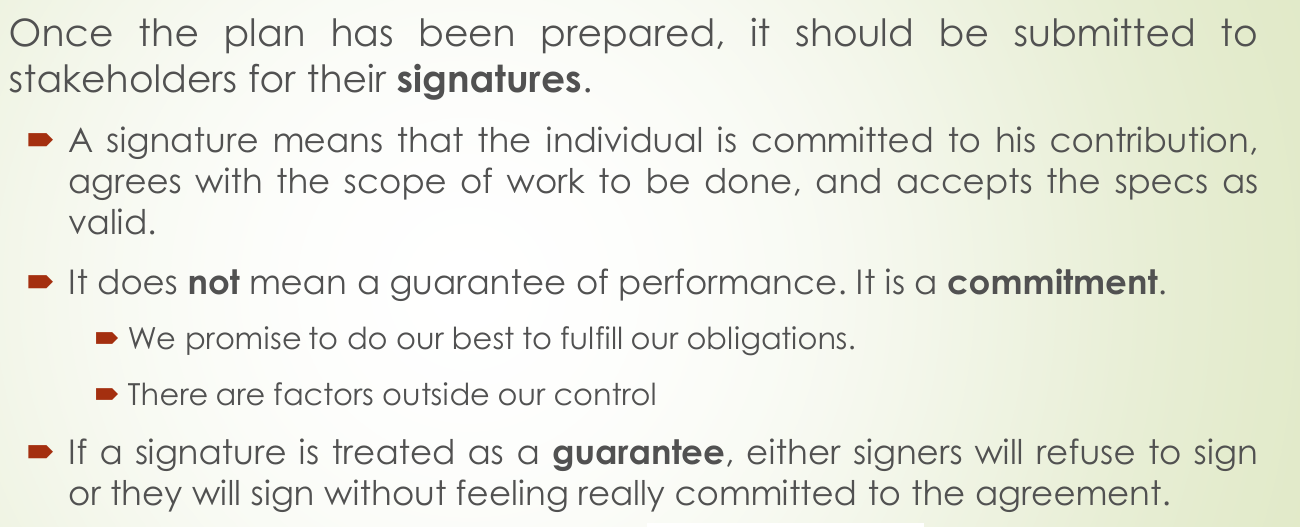 Once the plan has been prepared, it should be submitted to
stakeholders for their signatures.
A signature means that the individual is committed to his contribution,
agrees with the scope of work to be done, and accepts the specs as
valid.
It does not mean a guarantee of performance. It is a commitment.
We promise to do our best to fulfill our obligations.
There are factors outside our control
If a signature is treated as a guarantee, either signers will refuse to sign
or they will sign without feeling really committed to the agreement.